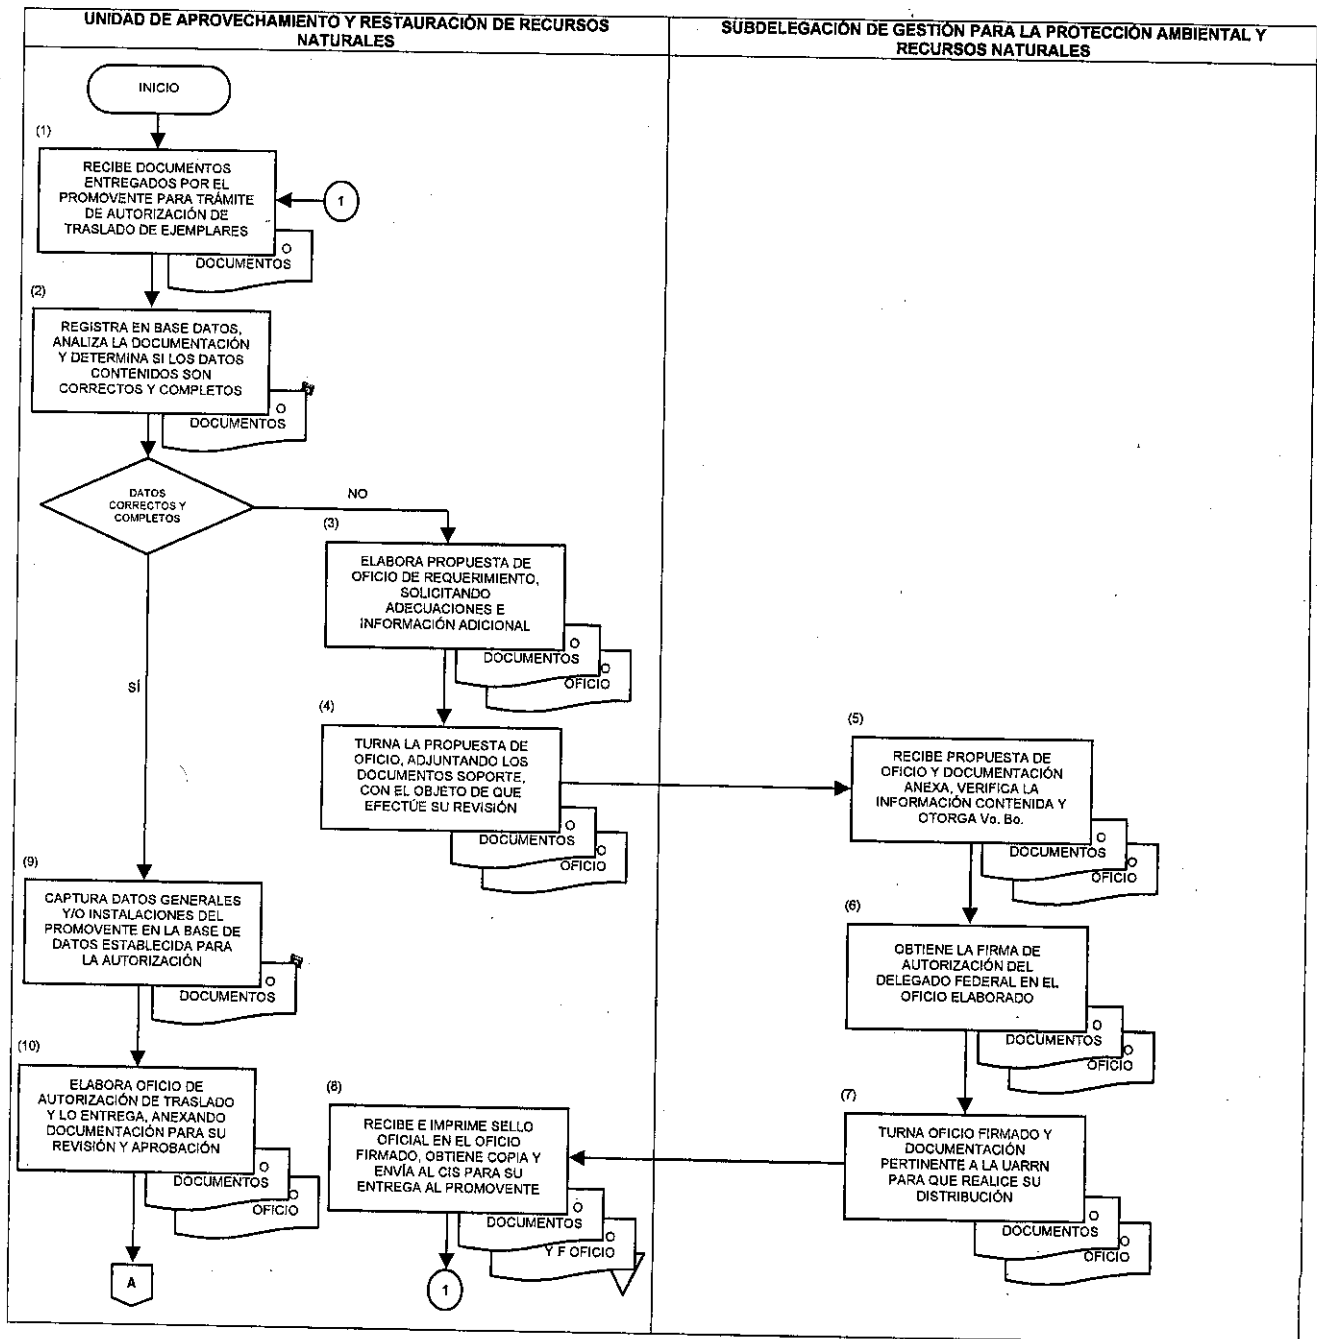 UNIDAD DE APROVECHAMIENTO Y RESTAURACIÓN DE RECURSOS
NATURALES
SUBDELEGACIÓN DE GESTIÓN PARA LA PROTECCIÓN AMBIENTAL Y
RECURSOS NATURALES
INICIO
(1)
RECIBE DOCUMENTOS
ENTREGADOS POR EL
PROMOVENTE PARA TRÁMITE
DE AUTORIZACIÓN DE
TRASLADO DE EJEMPLARES
1
O
DOCUMENTOS
(2)
REGISTRA EN BASE DATOS,
ANALIZA LA DOCUMENTACIÓN
Y DETERMINA SI LOS DATOS
CONTENIDOS SON
CORRECTOS Y COMPLETOS
O
DOCUMENTOS
DATOS
CORRECTOS Y
COMPLETOS
NO
SÍ
(3)
ELABORA PROPUESTA DE
OFICIO DE REQUERIMIENTO,
SOLICITANDO
ADECUACIONES E
INFORMACIÓN ADICIONAL
O
DOCUMENTOS
O
OFICIO
(4)
TURNA LA PROPUESTA DE
OFICIO, ADJUNTANDO LOS
DOCUMENTOS SOPORTE,
CON EL OBJETO DE QUE
EFECTÚE SU REVISIÓN
O
DOCUMENTOS
O
OFICIO
(5)
RECIBE PROPUESTA DE
OFICIO Y DOCUMENTACIÓN
ANEXA, VERIFICA LA
INFORMACIÓN CONTENIDA Y
OTORGA Vo. Bo.
O
DOCUMENTOS
O
OFICIO
(6)
OBTIENE LA FIRMA DE
AUTORIZACIÓN DEL
DELEGADO FEDERAL EN EL
OFICIO ELABORADO
O
DOCUMENTOS
O
OFICIO
(7)
TURNA OFICIO FIRMADO Y
DOCUMENTACIÓN
PERTINENTE A LA UARRN
PARA QUE REALICE SU
DISTRIBUCIÓN
O
DOCUMENTOS
O
OFICIO
(8)
RECIBE E IMPRIME SELLO
OFICIAL EN EL OFICIO
FIRMADO, OBTIENE COPIA Y
ENVÍA AL CIS PARA SU
ENTREGA AL PROMOVENTE
O
DOCUMENTOS
O
Y F OFICIO
1
(9)
CAPTURA DATOS GENERALES
Y/O INSTALACIONES DEL
PROMOVENTE EN LA BASE DE
DATOS ESTABLECIDA PARA
LA AUTORIZACIÓN
O
DOCUMENTOS
(10)
ELABORA OFICIO DE
AUTORIZACIÓN DE TRASLADO
Y LO ENTREGA, ANEXANDO
DOCUMENTACIÓN PARA SU
REVISIÓN Y APROBACIÓN
O
DOCUMENTOS
O
OFICIO
A